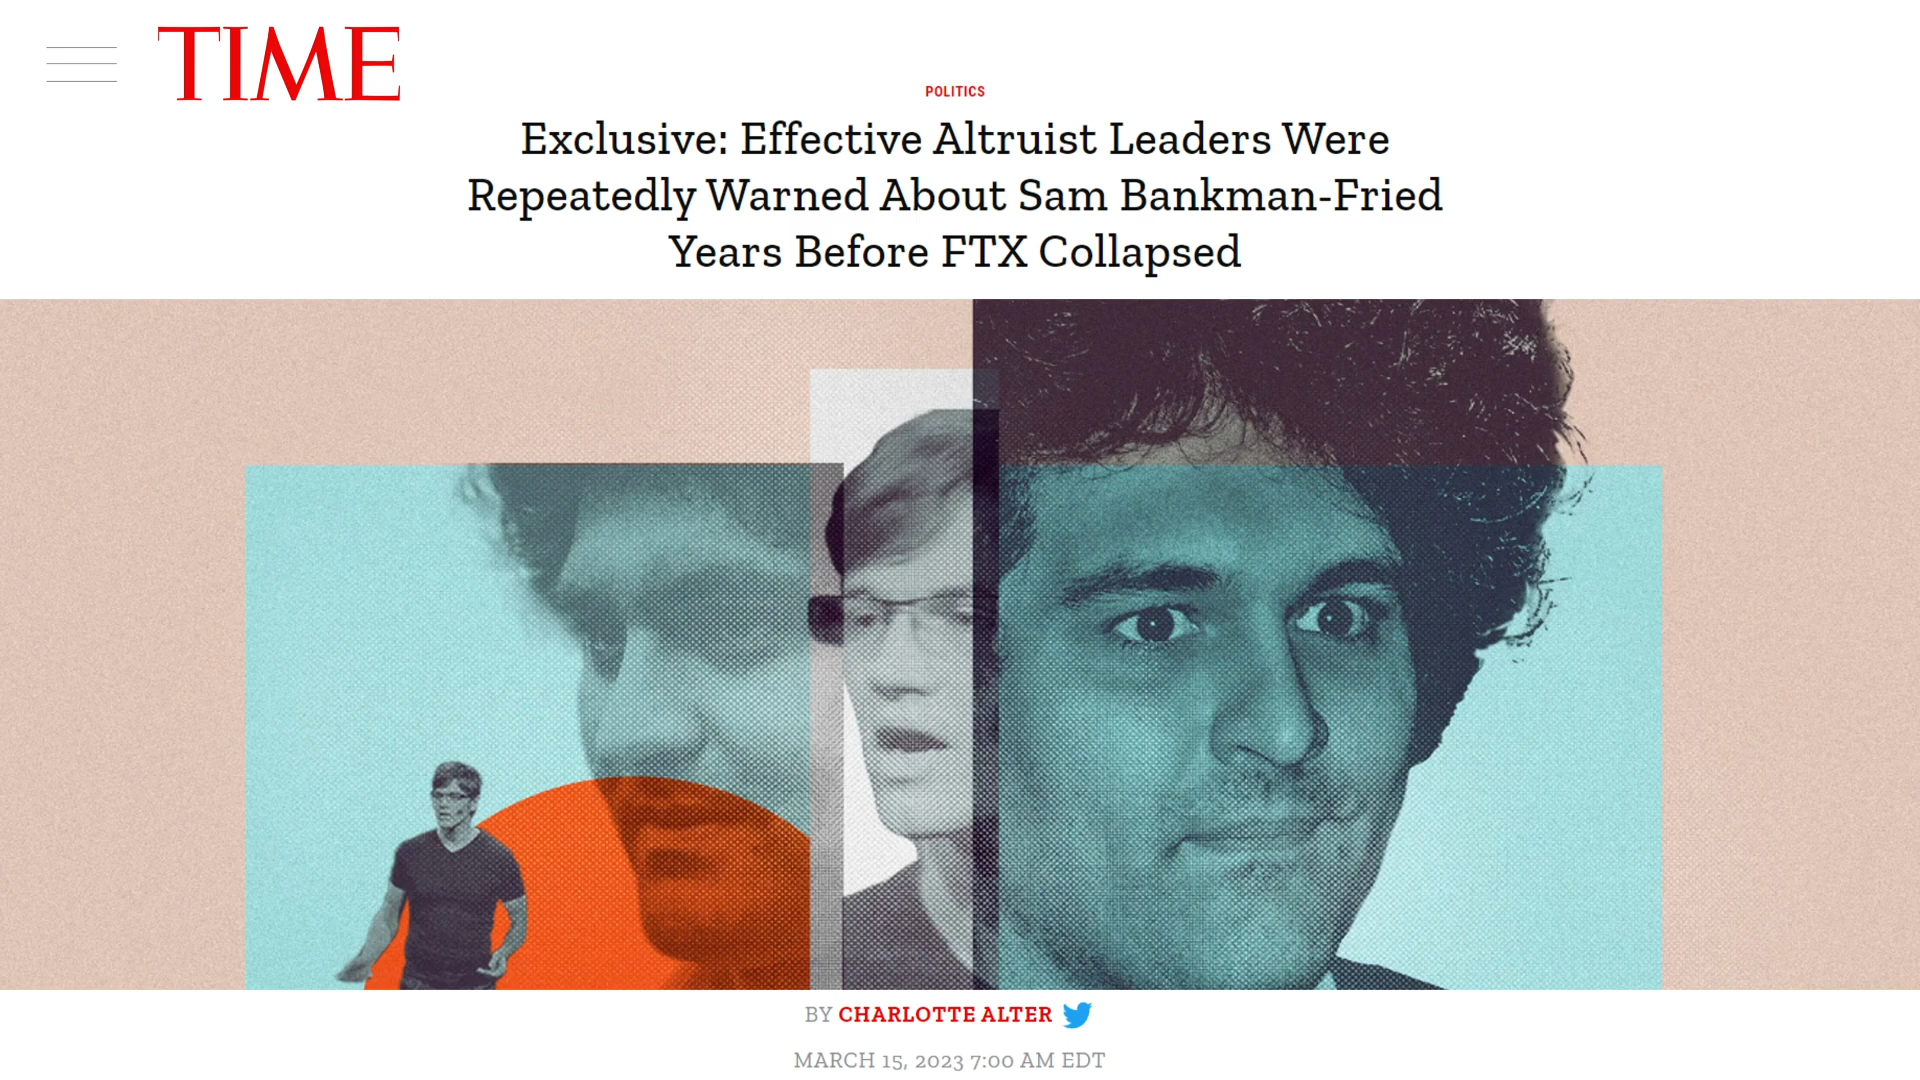 TIME
POLITICS
Exclusive: Effective Altruist Leaders Were
Repeatedly Warned About Sam Bankman-Fried
Years Before FTX Collapsed
BY CHARLOTTE ALTER
MARCH 15, 2023 7:00 AM EDT